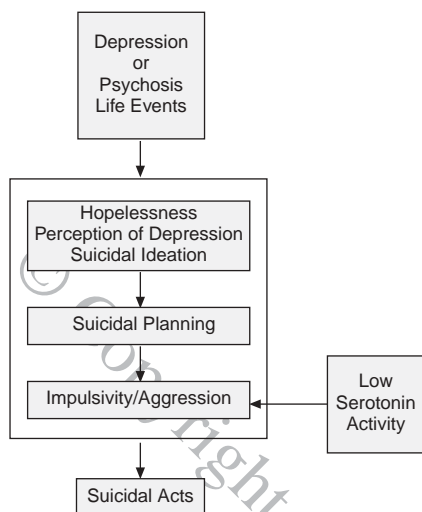 Depression
or
Psychosis
Life Events
Hopelessness
Perception of Depression
Suicidal Ideation
Suicidal Planning
Impulsivity/Aggression
Low
Serotonin
Activity
Suicidal Acts
© Copyright